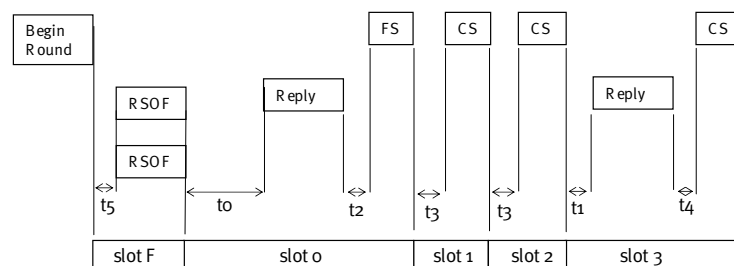 Begin
Round
FS
CS
CS
CS
RSOF
Reply
Reply
RSOF
t5
t0
t2
t3
t3
t1
t4
slot F
slot 0
slot 1
slot 2
slot 3